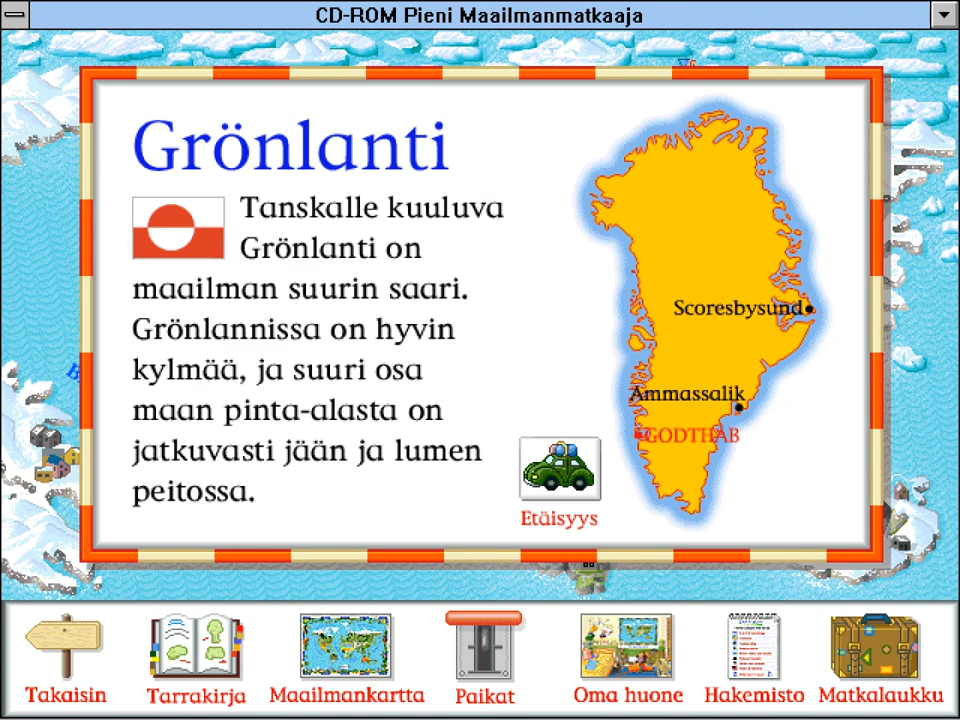 CD-ROM Pieni Maailmanmatkaaja
Grönlanti
Tanskalle kuuluva
Grönlanti on
maailman suurin saari.
Grönlannissa on hyvin
kylmää, ja suuri osa
maan pinta-alasta on
jatkuvasti jään ja lumen
peitossa.
Scoresbysund
Ammassalik
GODTHAB
Etäisyys
Takaisin
Tarrakirja
Maailmankartta
Paikat
Oma huone
Hakemisto
Matkalaukku